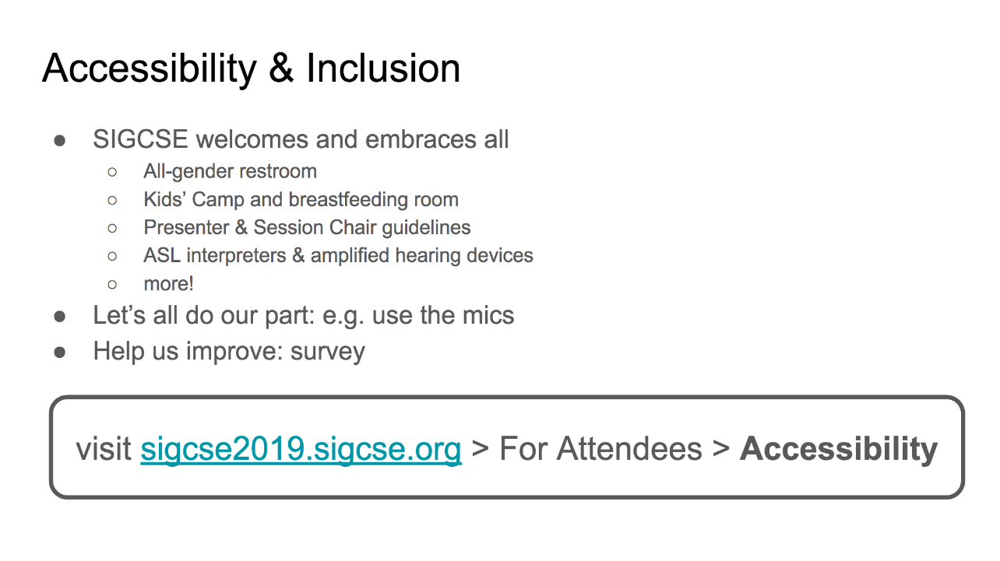 Accessibility & Inclusion
● SIGCSE welcomes and embraces all
○ All-gender restroom
○ Kids’ Camp and breastfeeding room
○ Presenter & Session Chair guidelines
○ ASL interpreters & amplified hearing devices
○ more!
● Let’s all do our part: e.g. use the mics
● Help us improve: survey
visit sigcse2019.sigcse.org > For Attendees > Accessibility